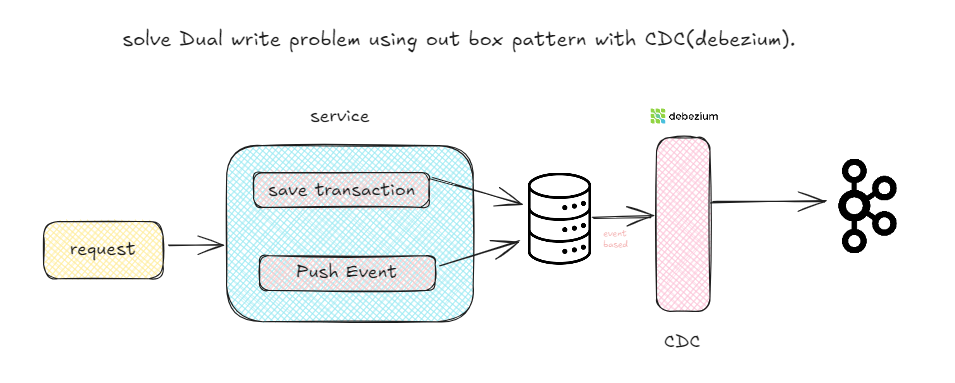 solve Dual write problem using out box pattern with CDC(debezium).
service
debezium
save transaction
request
Push Event
event
based
CDC